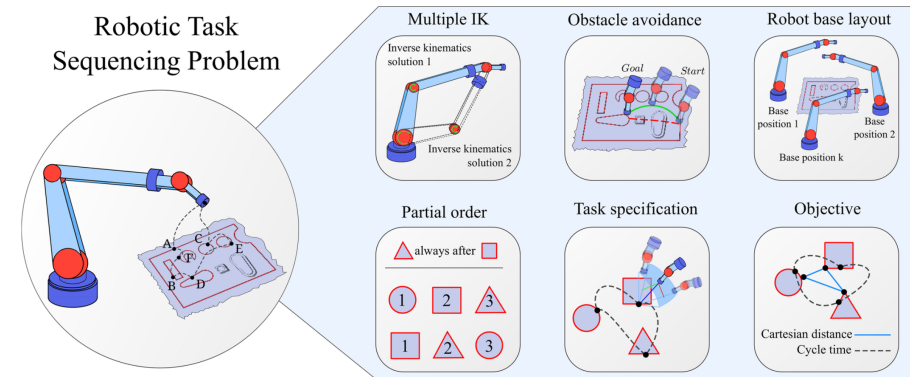 Robotic Task
Sequencing Problem
A
B
C
D
E
F
Multiple IK
Inverse kinematics
solution 1
Inverse kinematics
solution 2
Obstacle avoidance
Goal
Start
Robot base layout
Base
position 1
Base
position 2
Base position k
Partial order
always after
1
2
3
1
2
3
Task specification
Objective
Cartesian distance
Cycle time